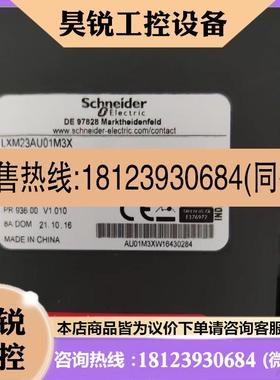 昊锐工控设备
Schneider
Electric
DE 97828 Marktheidenfeld
schneider-electric.com/contact
LXM23AU01M3X
售热线:18123930684(同
PR 936.00 V1.010
8A DOM 21.10.16
MADE IN CHINA
AU01M3XW16430284
IND
本店商品皆为议价下单请咨询客服
锐
控
咨询热线:18123930684 (微